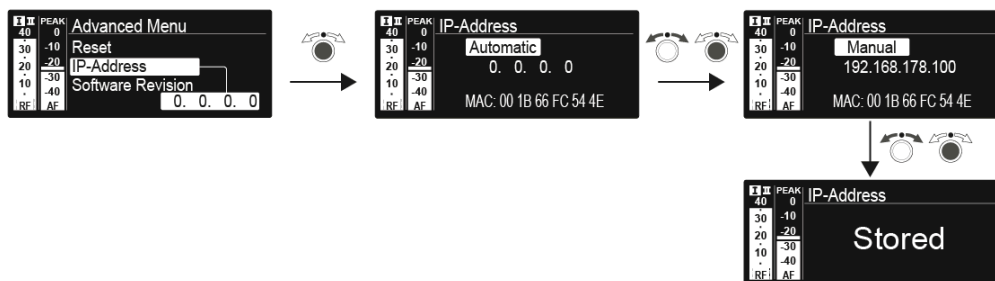 I II PEAK
Advanced Menu
40 0
30 -10
20 -20
10 -30
-40
RF AF
Reset
IP-Address
Software Revision
0. 0. 0. 0
I II PEAK
IP-Address
40 0
30 -10
20 -20
10 -30
-40
RF AF
Automatic
0. 0. 0. 0
MAC: 00 1B 66 FC 54 4E
I II PEAK
IP-Address
40 0
30 -10
20 -20
10 -30
-40
RF AF
Manual
192.168.178.100
MAC: 00 1B 66 FC 54 4E
I II PEAK
IP-Address
40 0
30 -10
20 -20
10 -30
-40
RF AF
Stored